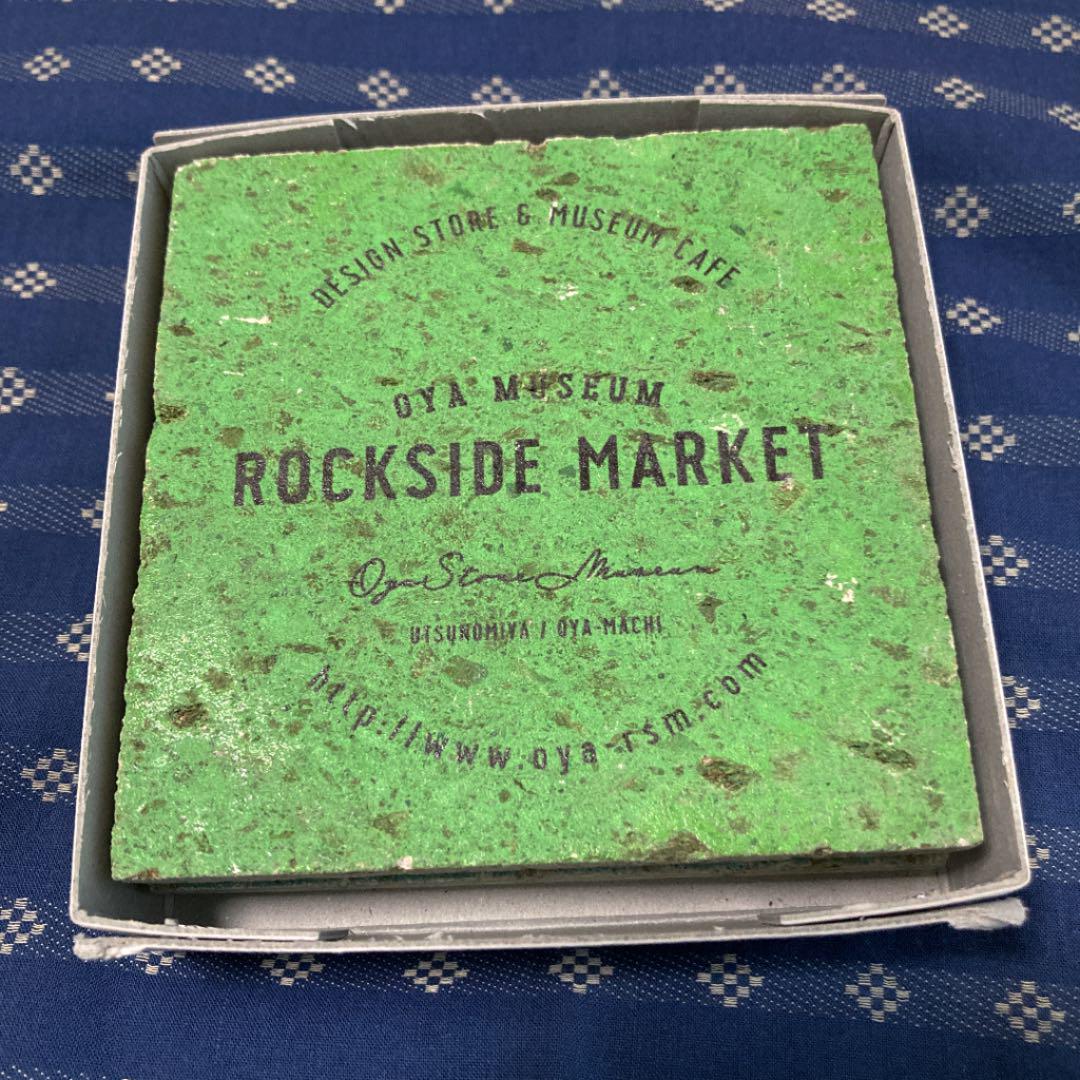 DESIGN STORE & MUSEUM CAFE
OYA MUSEUM
ROCKSIDE MARKET
Oya Stone Museum
UTSUNOMIYA / OYA-MACHI
http://www.oya-rsm.com